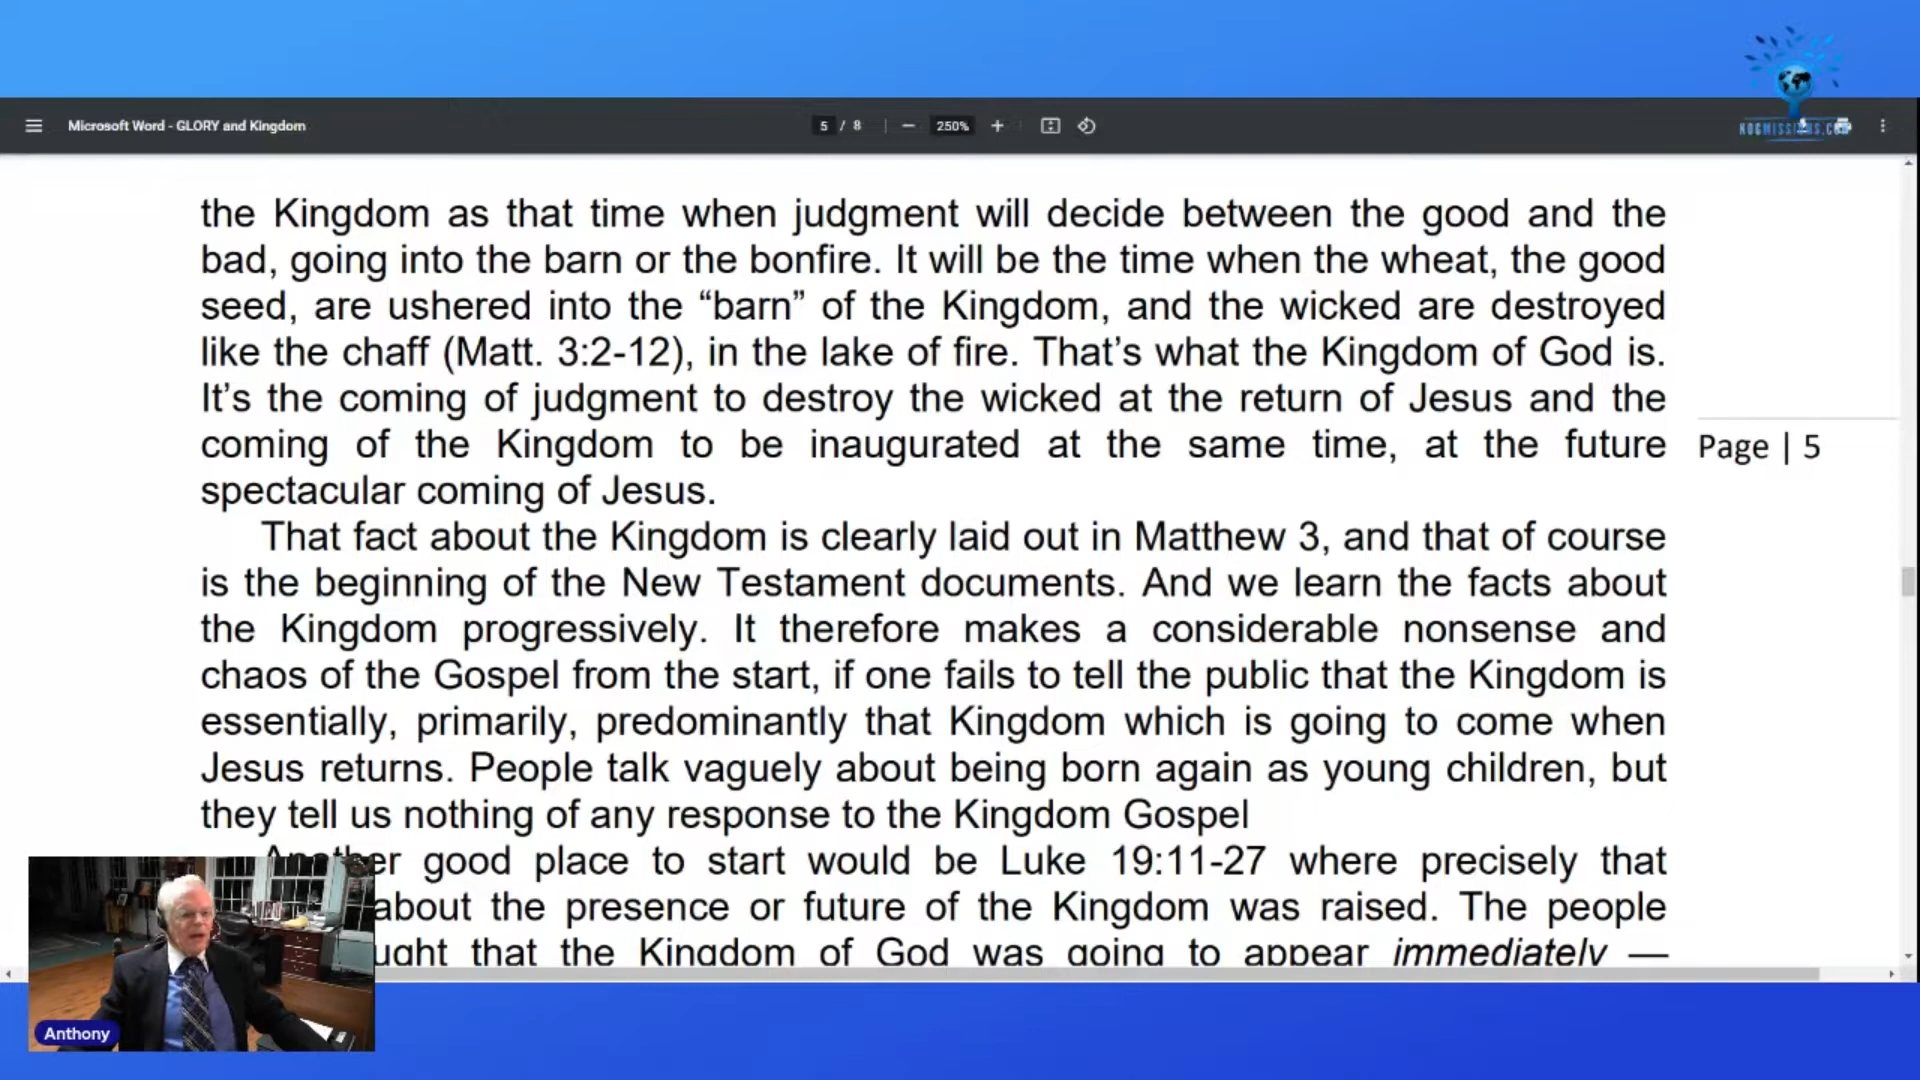 Microsoft Word - GLORY and Kingdom
5 / 8
250%
the Kingdom as that time when judgment will decide between the good and the
bad, going into the barn or the bonfire. It will be the time when the wheat, the good
seed, are ushered into the “barn” of the Kingdom, and the wicked are destroyed
like the chaff (Matt. 3:2-12), in the lake of fire. That’s what the Kingdom of God is.
It’s the coming of judgment to destroy the wicked at the return of Jesus and the
coming of the Kingdom to be inaugurated at the same time, at the future
spectacular coming of Jesus.
Page | 5
That fact about the Kingdom is clearly laid out in Matthew 3, and that of course
is the beginning of the New Testament documents. And we learn the facts about
the Kingdom progressively. It therefore makes a considerable nonsense and
chaos of the Gospel from the start, if one fails to tell the public that the Kingdom is
essentially, primarily, predominantly that Kingdom which is going to come when
Jesus returns. People talk vaguely about being born again as young children, but
they tell us nothing of any response to the Kingdom Gospel
Another good place to start would be Luke 19:11-27 where precisely that
about the presence or future of the Kingdom was raised. The people
ught that the Kingdom of God was going to appear immediately —
Anthony